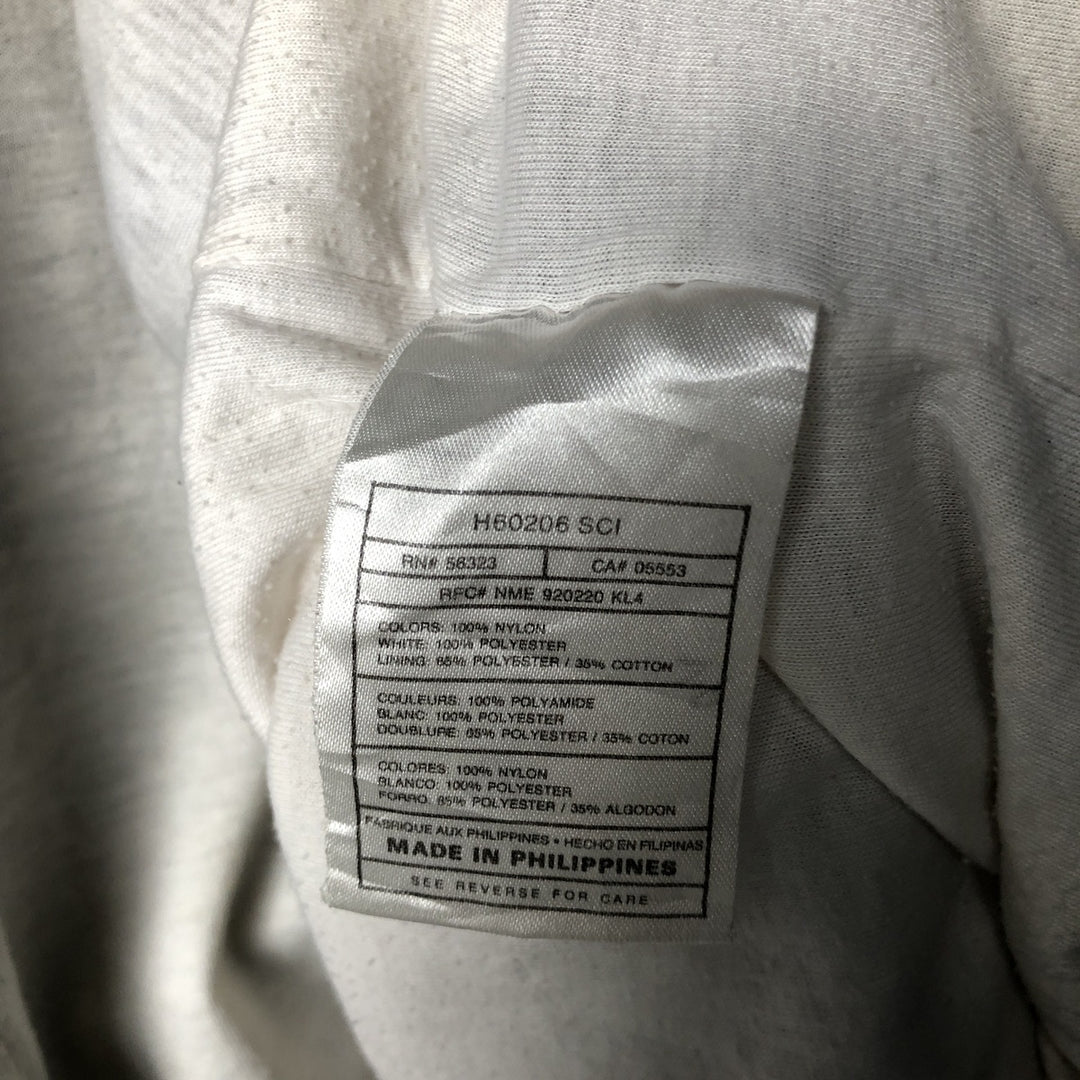 H60206 SCI
RN# 56323 CA# 05553
RFC# NME 920220 KL4
COLORS: 100% NYLON
WHITE: 100% POLYESTER
LINING: 65% POLYESTER / 35% COTTON
COULEURS: 100% POLYAMIDE
BLANC: 100% POLYESTER
DOUBLURE: 65% POLYESTER / 35% COTON
COLORES: 100% NYLON
BLANCO: 100% POLYESTER
FORRO: 65% POLYESTER / 35% ALGODON
FABRIQUE AUX PHILIPPINES • HECHO EN FILIPINAS
MADE IN PHILIPPINES
SEE REVERSE FOR CARE